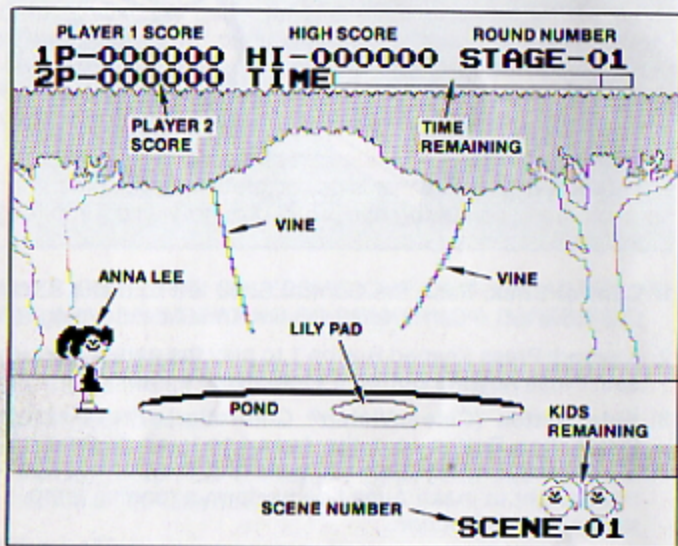 PLAYER 1 SCORE HIGH SCORE ROUND NUMBER
1P-000000 HI-000000 STAGE-01
2P-000000 TIME
PLAYER 2
SCORE
TIME
REMAINING
VINE
VINE
ANNA LEE
LILY PAD
POND
KIDS
REMAINING
SCENE NUMBER
SCENE-01